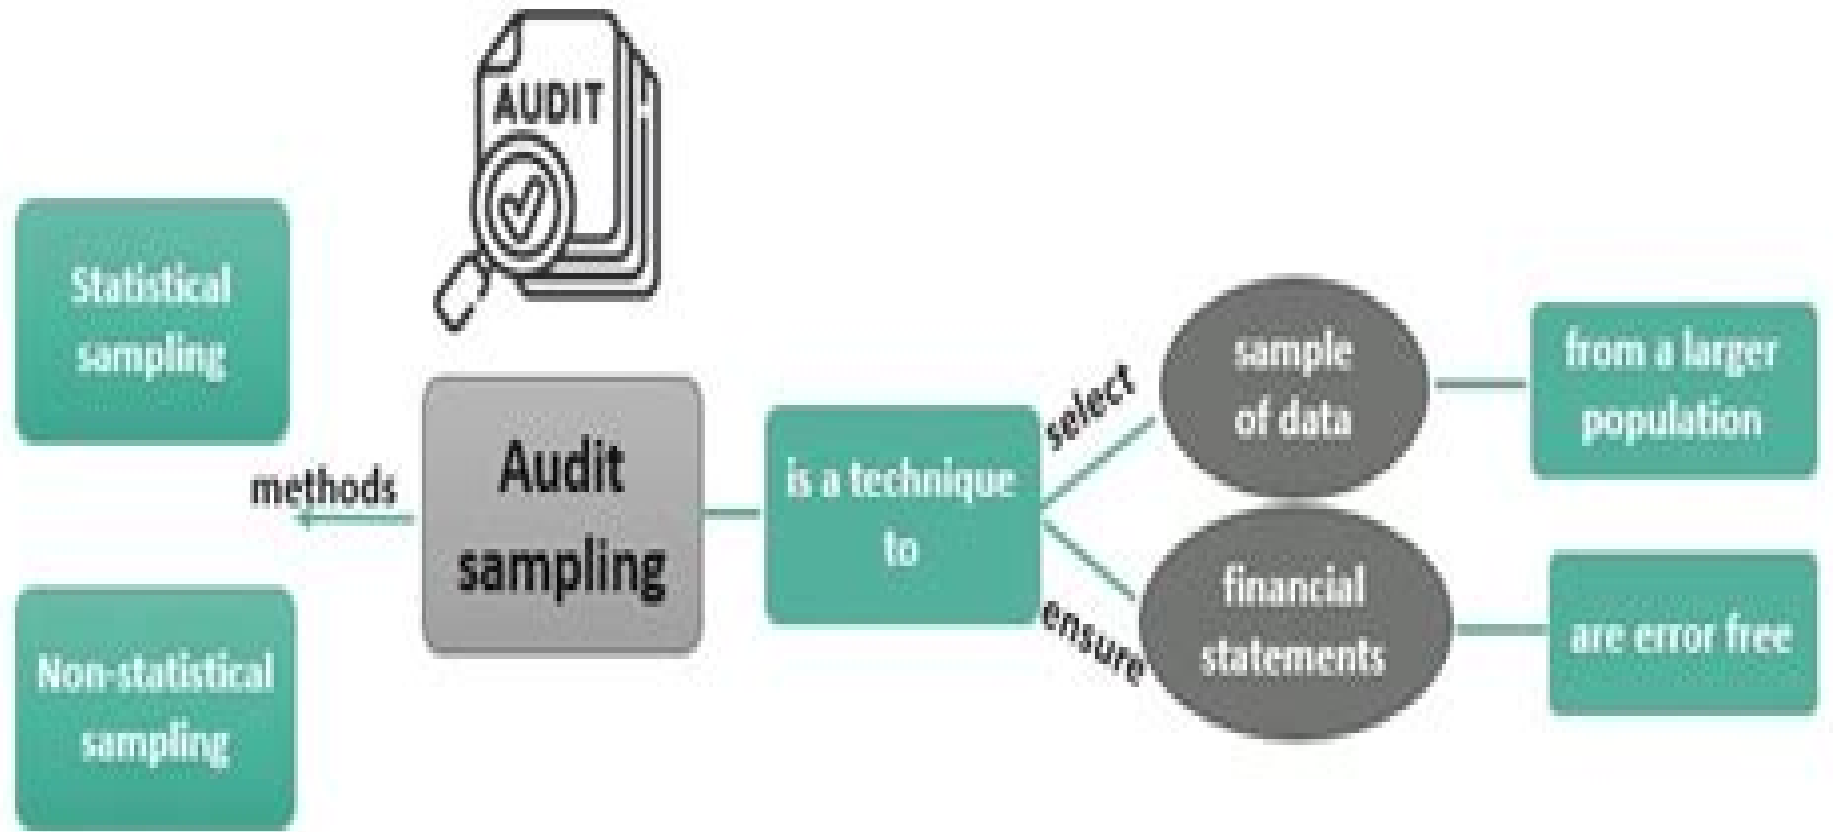 AUDIT
Statistical
sampling
methods
Non-statistical
sampling
Audit
sampling
is a technique
to
select
sample
of data
from a larger
population
ensure
financial
statements
are error free